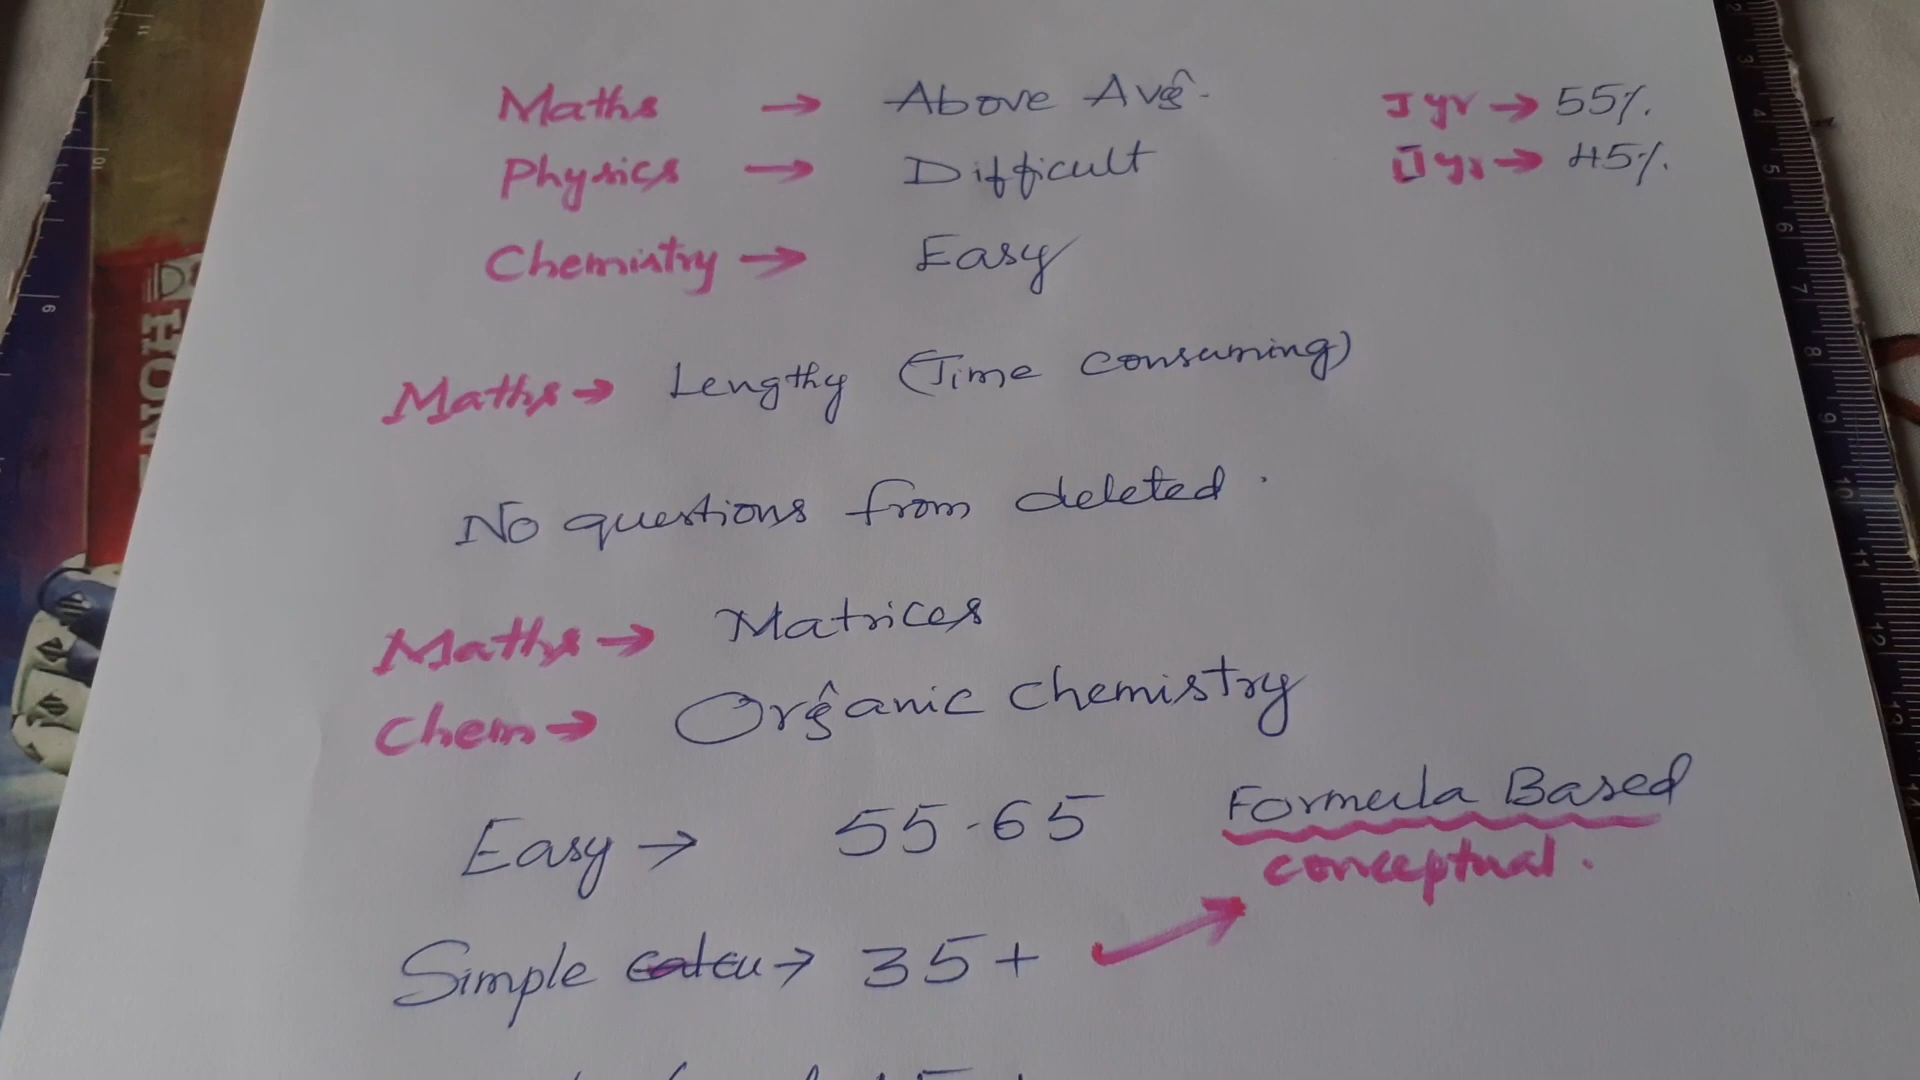 Maths → Above Avg.
I yr → 55%.
Physics → Difficult
II yr → 45%.
Chemistry → Easy
Maths → Lengthy (Time consuming)
No questions from deleted.
Maths → Matrices
Chem → Organic chemistry
Easy → 55-65
Formula Based
conceptual.
Simple calcu → 35+